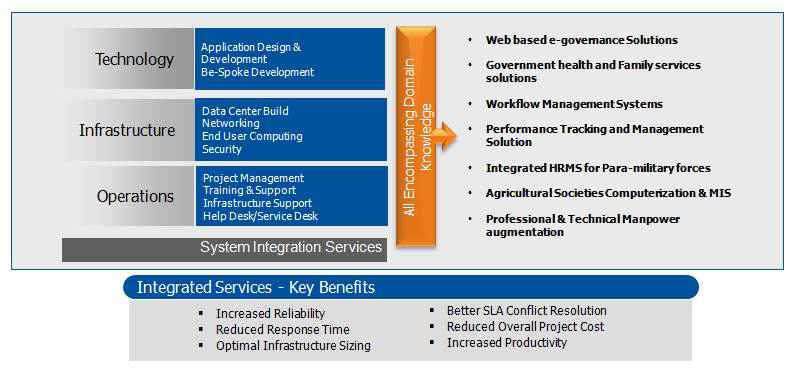 Technology
Application Design &
Development
Be-Spoke Development
Infrastructure
Data Center Build
Networking
End User Computing
Security
Operations
Project Management
Training & Support
Infrastructure Support
Help Desk/Service Desk
System Integration Services
All Encompassing Domain
Knowledge
• Web based e-governance Solutions
• Government health and Family services
solutions
• Workflow Management Systems
• Performance Tracking and Management
Solution
• Integrated HRMS for Para-military forces
• Agricultural Societies Computerization & MIS
• Professional & Technical Manpower
augmentation
Integrated Services - Key Benefits
▪ Increased Reliability
▪ Reduced Response Time
▪ Optimal Infrastructure Sizing
▪ Better SLA Conflict Resolution
▪ Reduced Overall Project Cost
▪ Increased Productivity